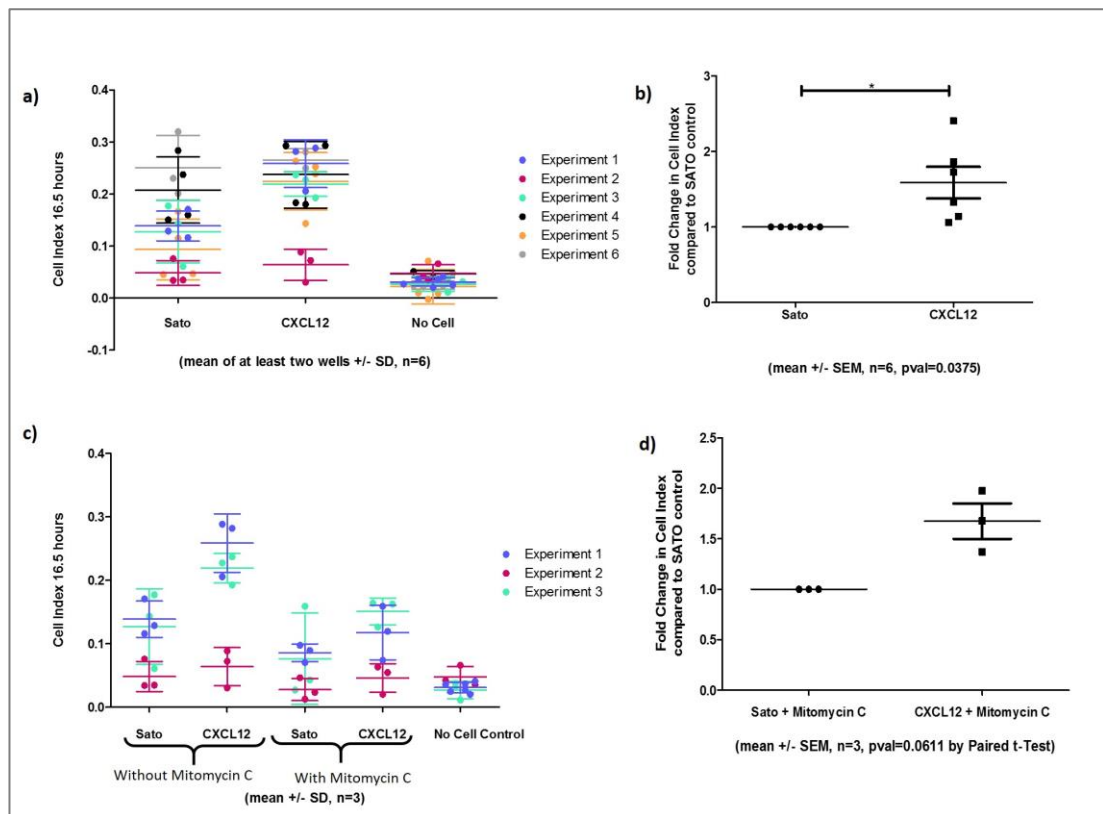 a)
Cell Index 16.5 hours
0.4
0.3
0.2
0.1
0.0
-0.1
Sato
CXCL12
No Cell
(mean of at least two wells +/- SD, n=6)
Experiment 1
Experiment 2
Experiment 3
Experiment 4
Experiment 5
Experiment 6
b)
Fold Change in Cell Index
compared to SATO control
3
2
1
0
*
Sato
CXCL12
(mean +/- SEM, n=6, pval=0.0375)
c)
Cell Index 16.5 hours
0.4
0.3
0.2
0.1
0.0
Sato
CXCL12
Sato
CXCL12
No Cell Control
Without Mitomycin C
With Mitomycin C
(mean +/- SD, n=3)
Experiment 1
Experiment 2
Experiment 3
d)
Fold Change in Cell Index
compared to SATO control
2.5
2.0
1.5
1.0
0.5
0.0
Sato + Mitomycin C
CXCL12 + Mitomycin C
(mean +/- SEM, n=3, pval=0.0611 by Paired t-Test)